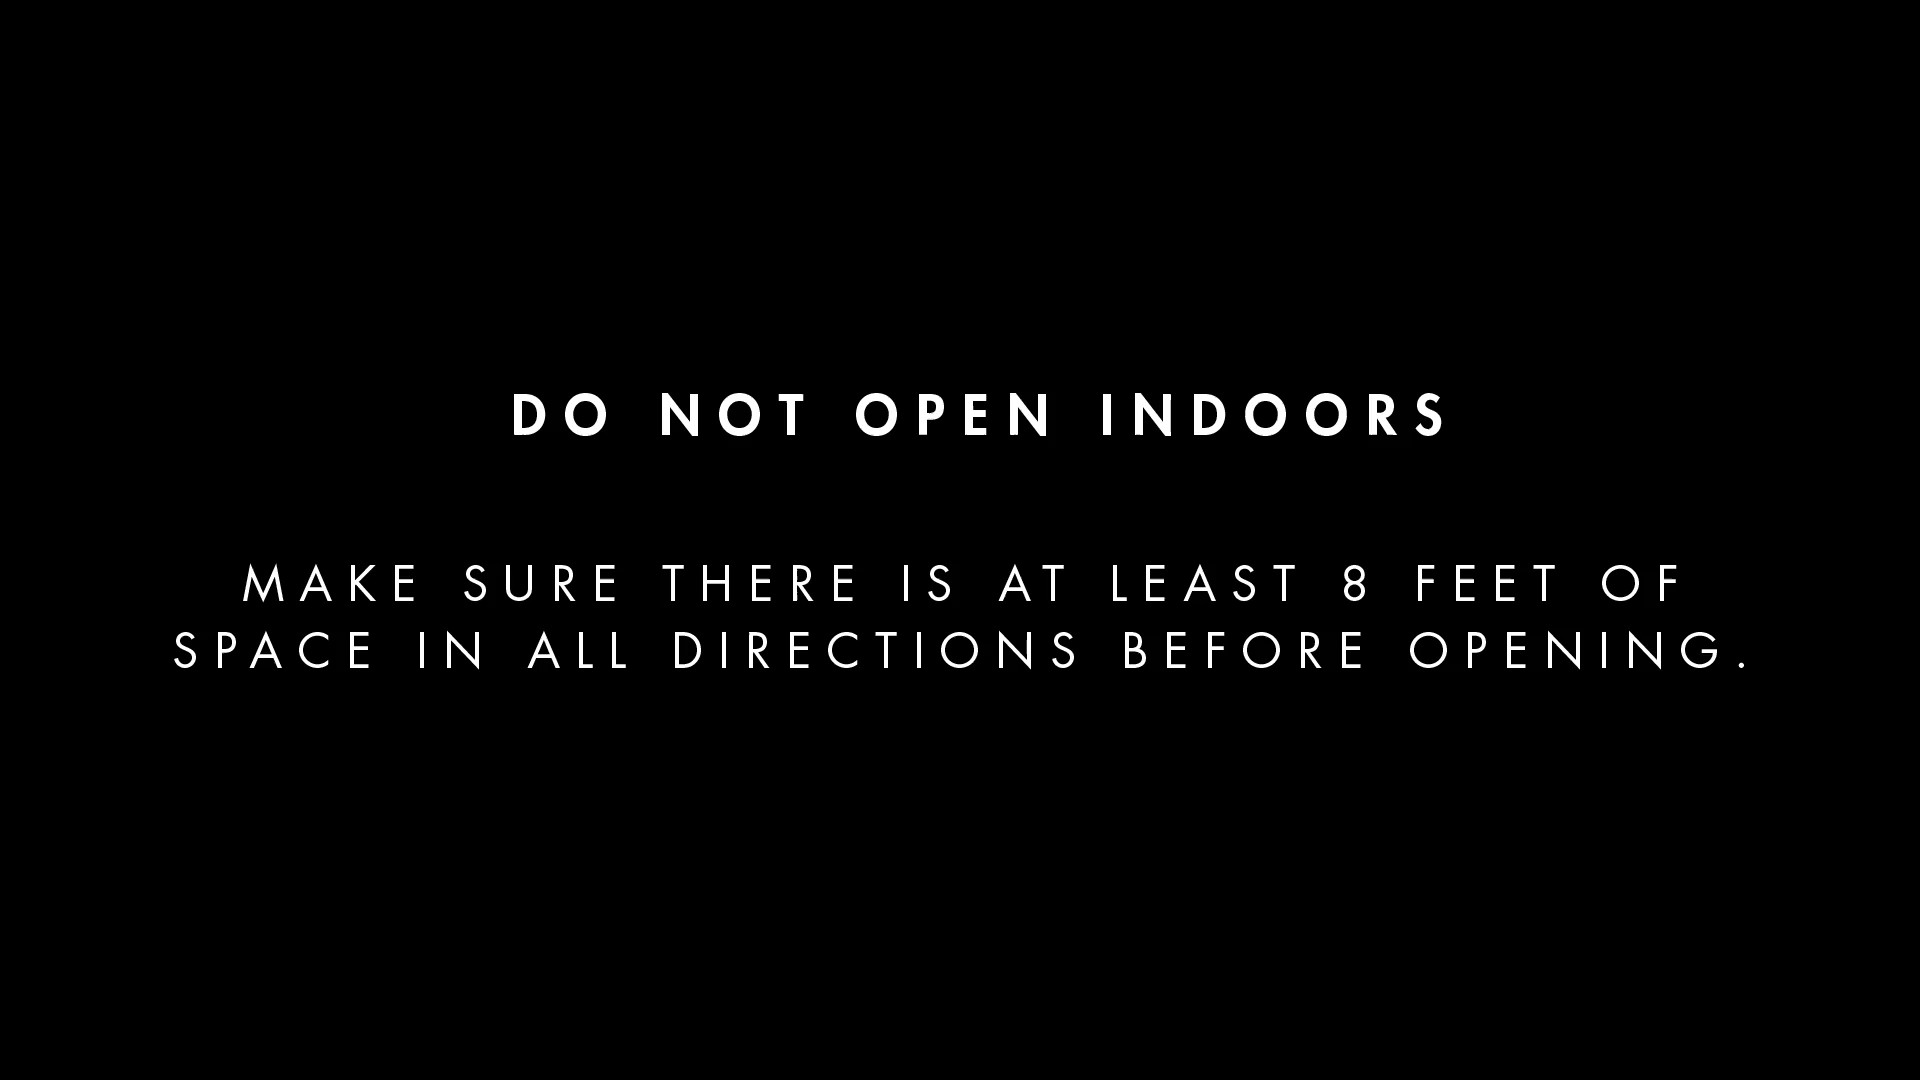 DO NOT OPEN INDOORS
MAKE SURE THERE IS AT LEAST 8 FEET OF
SPACE IN ALL DIRECTIONS BEFORE OPENING.